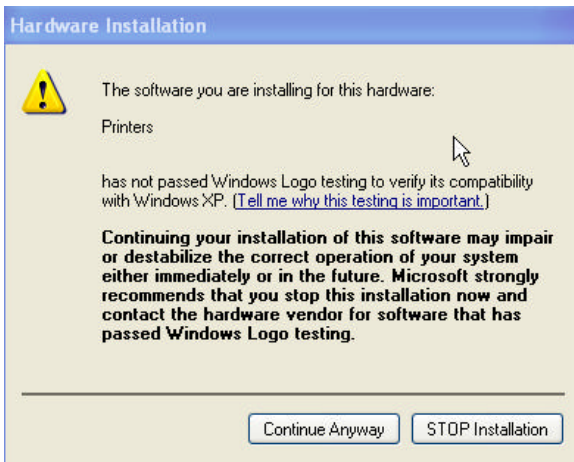 Hardware Installation
The software you are installing for this hardware:
Printers
has not passed Windows Logo testing to verify its compatibility
with Windows XP. (Tell me why this testing is important.)
Continuing your installation of this software may impair
or destabilize the correct operation of your system
either immediately or in the future. Microsoft strongly
recommends that you stop this installation now and
contact the hardware vendor for software that has
passed Windows Logo testing.
Continue Anyway
STOP Installation